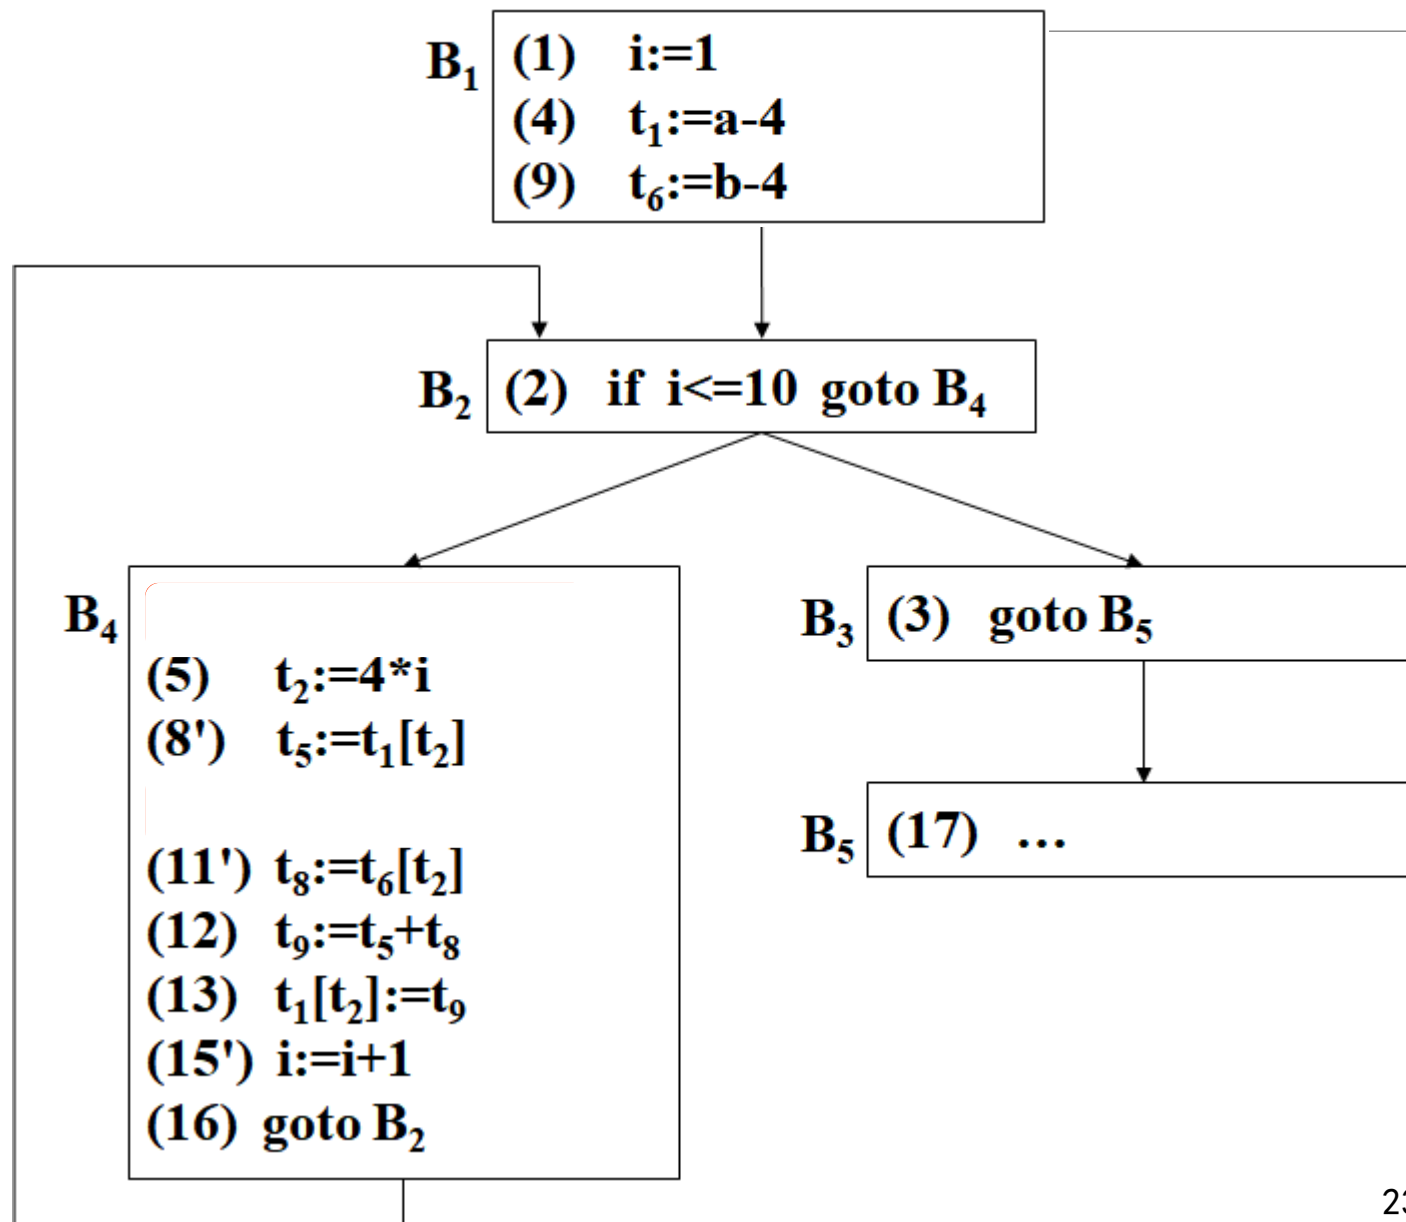 B₁
(1) i:=1
(4) t₁:=a-4
(9) t₆:=b-4
B₂
(2) if i<=10 goto B₄
B₄
(5) t₂:=4*i
(8') t₅:=t₁[t₂]
(11') t₈:=t₆[t₂]
(12) t₉:=t₅+t₈
(13) t₁[t₂]:=t₉
(15') i:=i+1
(16) goto B₂
B₃
(3) goto B₅
B₅
(17) …